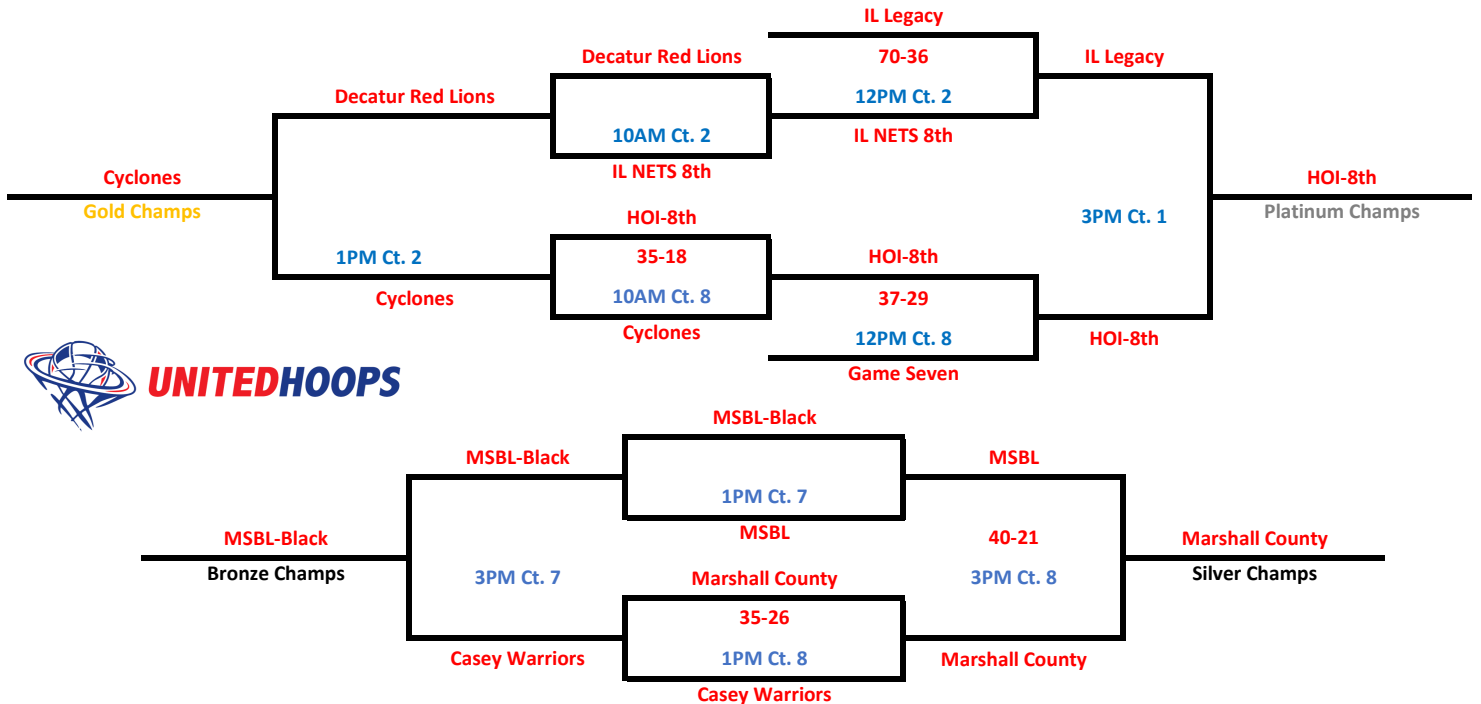 IL Legacy
Decatur Red Lions
70-36
IL Legacy
Decatur Red Lions
12PM Ct. 2
10AM Ct. 2
IL NETS 8th
IL NETS 8th
Cyclones
HOI-8th
Gold Champs
HOI-8th
3PM Ct. 1
Platinum Champs
1PM Ct. 2
35-18
HOI-8th
Cyclones
10AM Ct. 8
37-29
Cyclones
12PM Ct. 8
HOI-8th
Game Seven
UNITEDHOOPS
MSBL-Black
MSBL-Black
MSBL
1PM Ct. 7
MSBL
MSBL-Black
40-21
Marshall County
Bronze Champs
3PM Ct. 7
Marshall County
3PM Ct. 8
Silver Champs
35-26
Casey Warriors
1PM Ct. 8
Marshall County
Casey Warriors